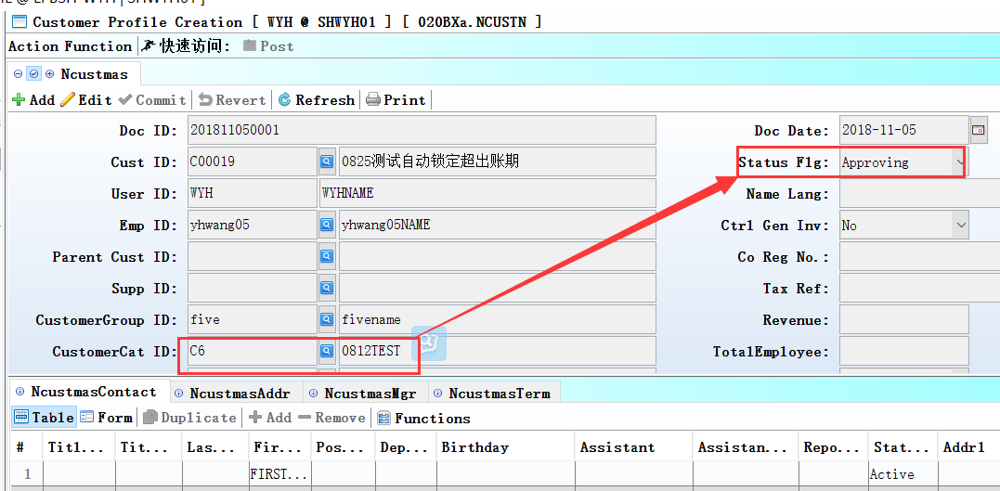 Customer Profile Creation [ WYH @ SHWYH01 ] [ 020BXa.NCUSTN ]
Action Function 快速访问: Post
Ncustmas
Add Edit Commit Revert Refresh Print
Doc ID: 201811050001 Doc Date: 2018-11-05
Cust ID: C00019 0825测试自动锁定超出账期 Status Flg: Approving
User ID: WYH WYHNAME Name Lang:
Emp ID: yhwang05 yhwang05NAME Ctrl Gen Inv: No
Parent Cust ID: Co Reg No.:
Supp ID: Tax Ref:
CustomerGroup ID: five fivename Revenue:
CustomerCat ID: C6 0812TEST TotalEmployee:
NcustmasContact NcustmasAddr NcustmasMgr NcustmasTerm
Table Form Duplicate Add Remove Functions
# Titl... Tit... Las... Fir... Pos... Dep... Birthday Assistant Assistan... Repo... Stat... Addr1
1 FIRST... Active